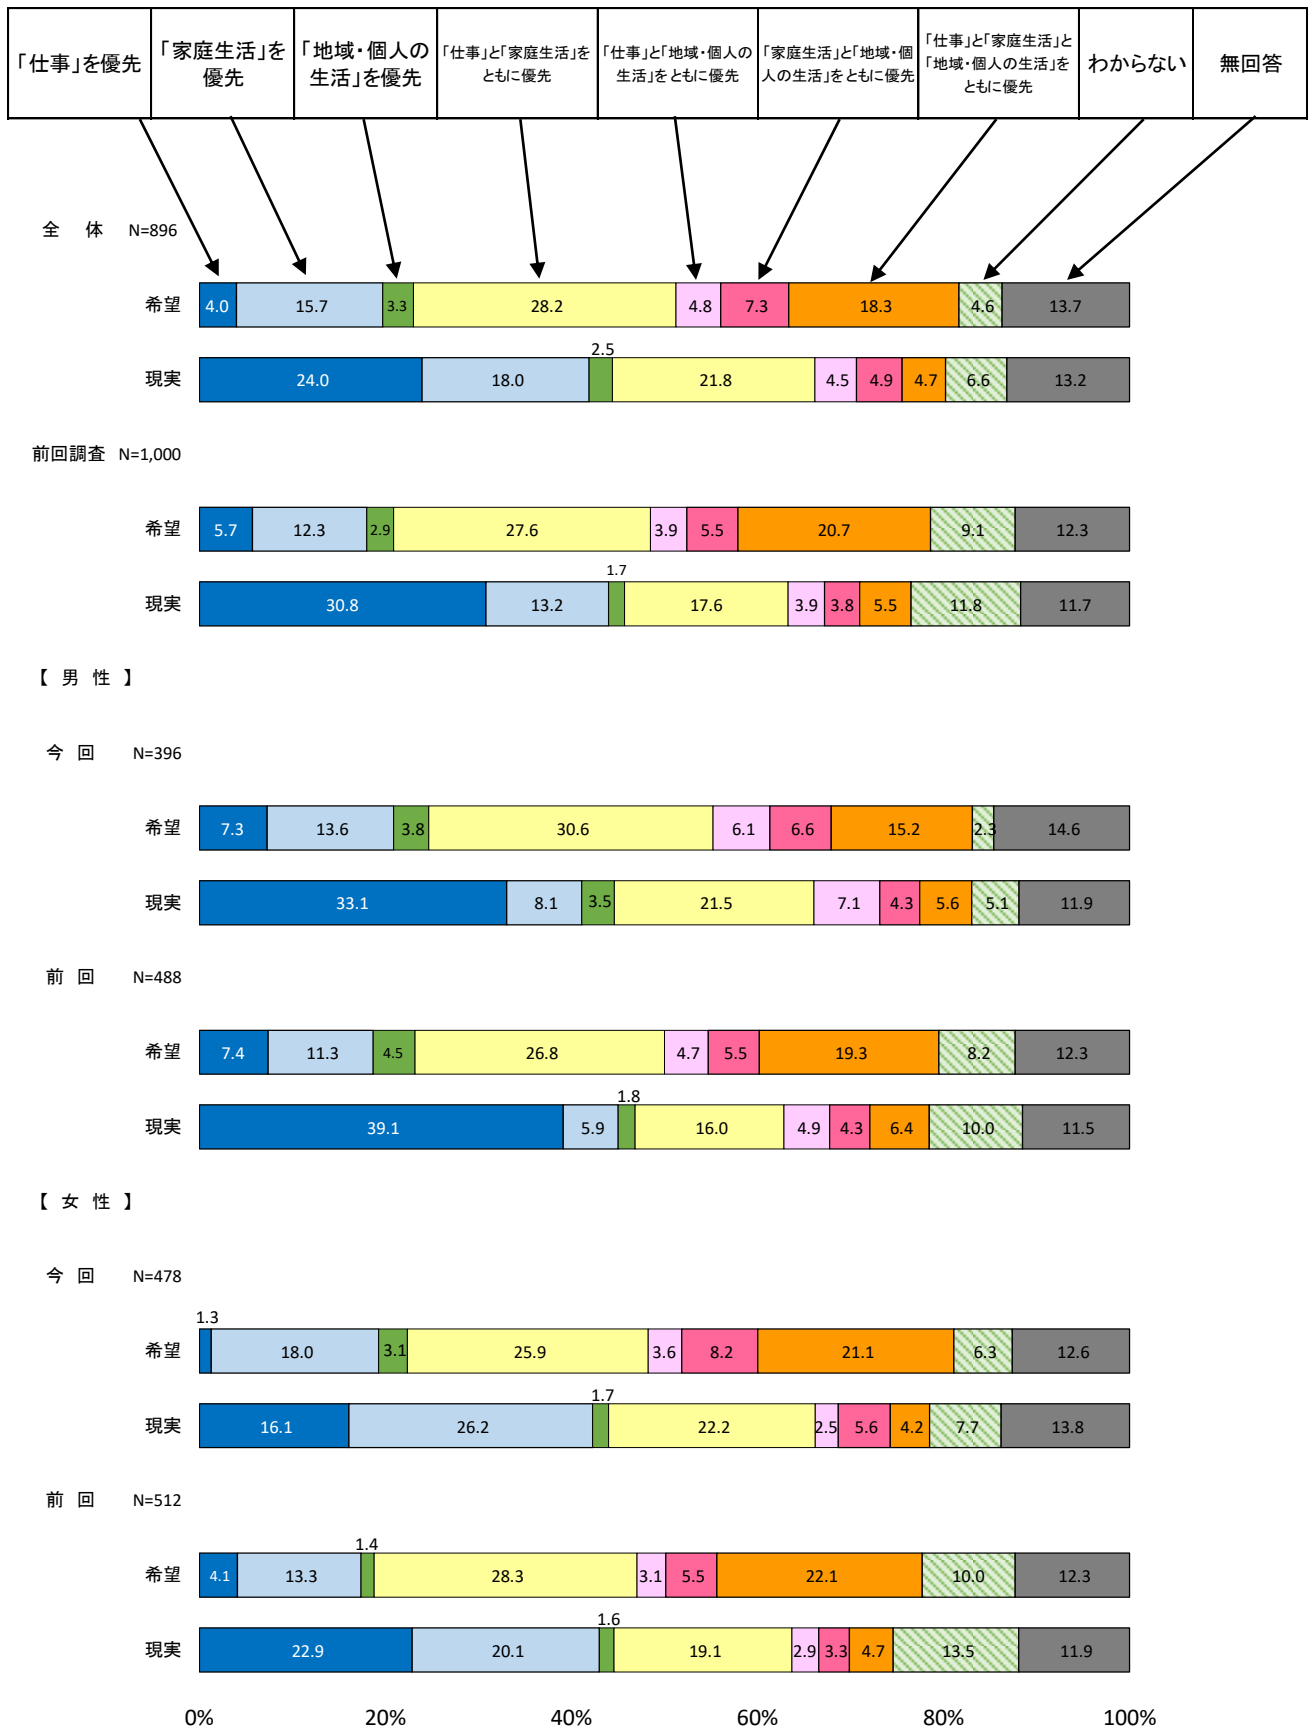 「仕事」を優先
「家庭生活」を
優先
「地域・個人の
生活」を優先
「仕事」と「家庭生活」を
ともに優先
「仕事」と「地域・個人の
生活」をともに優先
「家庭生活」と「地域・個
人の生活」をともに優先
「仕事」と「家庭生活」と
「地域・個人の生活」を
ともに優先
わからない
無回答
全 体 N=896
希望 4.0 15.7 3.3 28.2 4.8 7.3 18.3 4.6 13.7
2.5
現実 24.0 18.0 21.8 4.5 4.9 4.7 6.6 13.2
前回調査 N=1,000
希望 5.7 12.3 2.9 27.6 3.9 5.5 20.7 9.1 12.3
1.7
現実 30.8 13.2 17.6 3.9 3.8 5.5 11.8 11.7
【 男 性 】
今 回 N=396
希望 7.3 13.6 3.8 30.6 6.1 6.6 15.2 2.3 14.6
現実 33.1 8.1 3.5 21.5 7.1 4.3 5.6 5.1 11.9
前 回 N=488
希望 7.4 11.3 4.5 26.8 4.7 5.5 19.3 8.2 12.3
1.8
現実 39.1 5.9 16.0 4.9 4.3 6.4 10.0 11.5
【 女 性 】
今 回 N=478
1.3
希望 18.0 3.1 25.9 3.6 8.2 21.1 6.3 12.6
1.7
現実 16.1 26.2 22.2 2.5 5.6 4.2 7.7 13.8
前 回 N=512
1.4
希望 4.1 13.3 28.3 3.1 5.5 22.1 10.0 12.3
1.6
現実 22.9 20.1 19.1 2.9 3.3 4.7 13.5 11.9
0% 20% 40% 60% 80% 100%